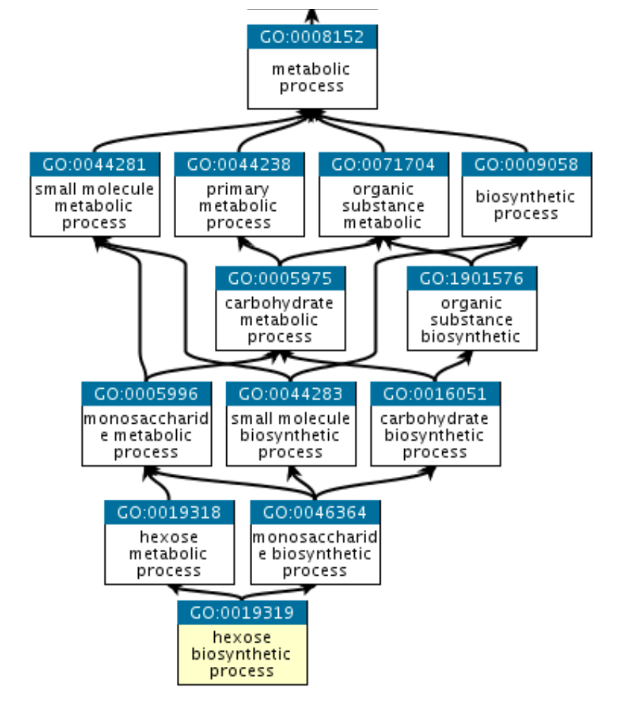 GO:0008152
metabolic
process
GO:0044281
small molecule
metabolic
process
GO:0044238
primary
metabolic
process
GO:0071704
organic
substance
metabolic
GO:0009058
biosynthetic
process
GO:0005975
carbohydrate
metabolic
process
GO:1901576
organic
substance
biosynthetic
GO:0005996
monosaccharid
e metabolic
process
GO:0044283
small molecule
biosynthetic
process
GO:0016051
carbohydrate
biosynthetic
process
GO:0019318
hexose
metabolic
process
GO:0046364
monosaccharid
e biosynthetic
process
GO:0019319
hexose
biosynthetic
process